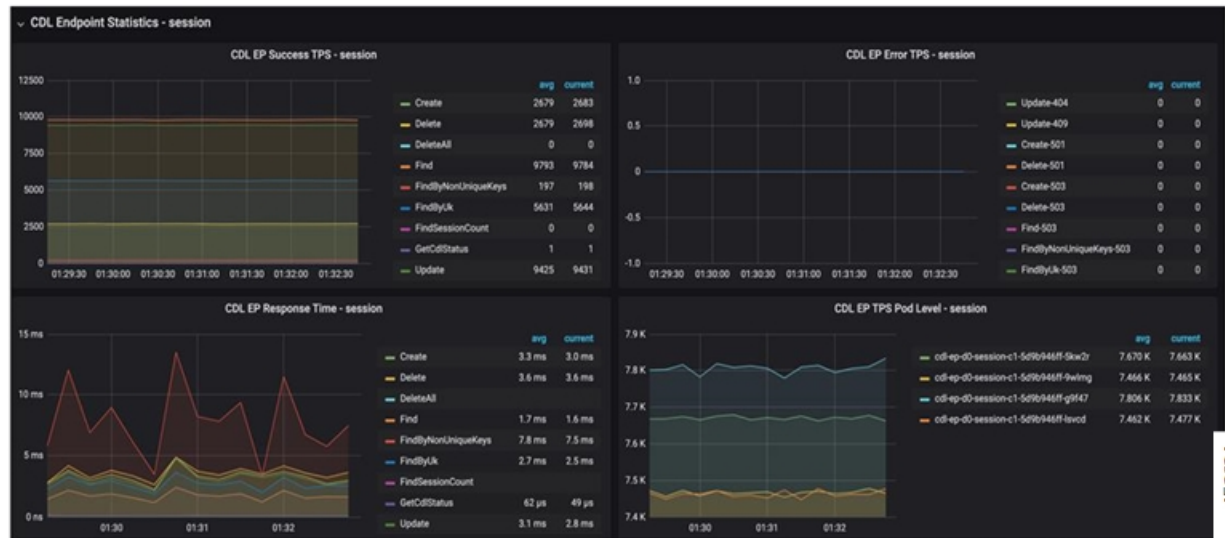 CDL Endpoint Statistics - session
CDL EP Success TPS - session
12500
10000
7500
5000
2500
0
01:29:30 01:30:00 01:30:30 01:31:00 01:31:30 01:32:00 01:32:30
avg current
Create 2679 2683
Delete 2679 2698
DeleteAll 0 0
Find 9793 9784
FindByNonUniqueKeys 197 198
FindByUk 5631 5644
FindSessionCount 0 0
GetCdlStatus 1 1
Update 9425 9431
CDL EP Error TPS - session
1.0
0.5
0
-0.5
-1.0
01:29:30 01:30:00 01:30:30 01:31:00 01:31:30 01:32:00 01:32:30
avg current
Update-404 0 0
Update-409 0 0
Create-501 0 0
Delete-501 0 0
Create-503 0 0
Delete-503 0 0
Find-503 0 0
FindByNonUniqueKeys-503 0 0
FindByUk-503 0 0
CDL EP Response Time - session
15 ms
10 ms
5 ms
0 ns
01:30 01:31 01:32
avg current
Create 3.3 ms 3.0 ms
Delete 3.6 ms 3.6 ms
DeleteAll
Find 1.7 ms 1.6 ms
FindByNonUniqueKeys 7.8 ms 7.5 ms
FindByUk 2.7 ms 2.5 ms
FindSessionCount
GetCdlStatus 62 µs 49 µs
Update 3.1 ms 2.8 ms
CDL EP TPS Pod Level - session
7.9 K
7.8 K
7.7 K
7.6 K
7.5 K
7.4 K
01:30 01:31 01:32
avg current
cdl-ep-d0-session-c1-5d9b946ff-5kw2r 7.670 K 7.663 K
cdl-ep-d0-session-c1-5d9b946ff-9wlmg 7.466 K 7.465 K
cdl-ep-d0-session-c1-5d9b946ff-g9f47 7.806 K 7.833 K
cdl-ep-d0-session-c1-5d9b946ff-lsvcd 7.462 K 7.477 K